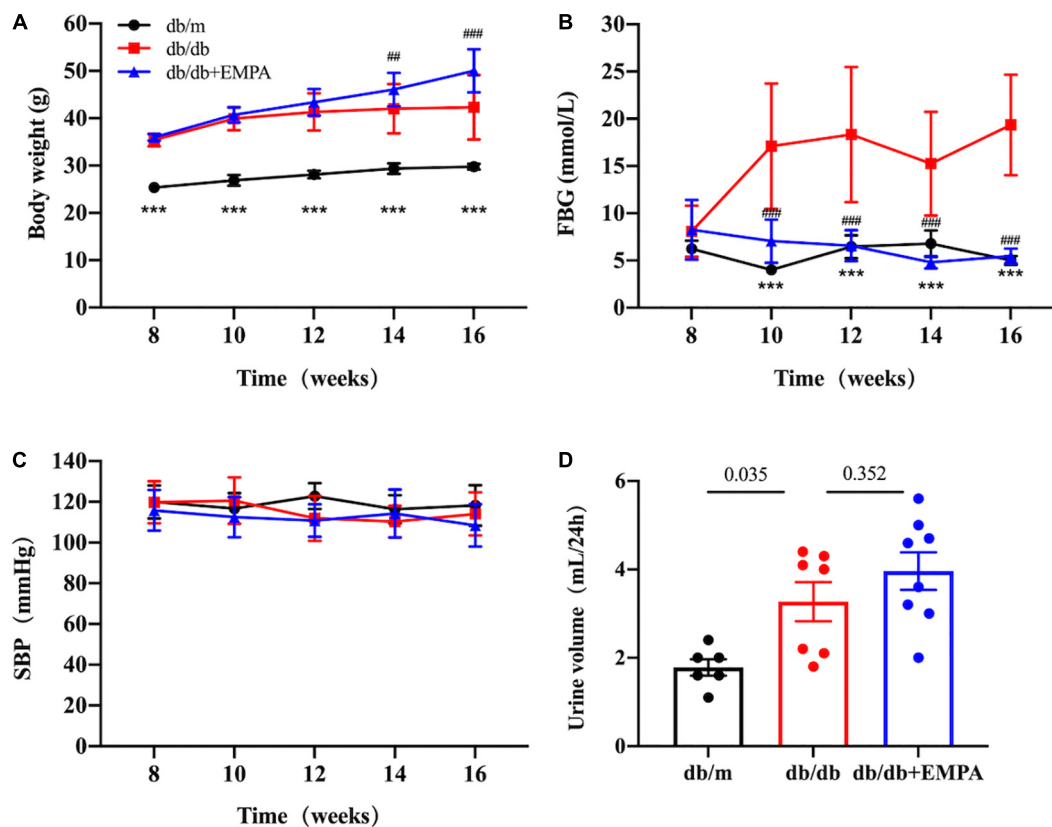 A
60
50
40
30
20
10
0
Body weight (g)
db/m
db/db
db/db+EMPA
##
###
*** *** *** *** ***
8 10 12 14 16
Time（weeks）
B
30
25
20
15
10
5
0
FBG (mmol/L)
### ### ### ###
*** *** *** ***
8 10 12 14 16
Time（weeks）
C
140
120
100
80
60
40
20
0
SBP（mmHg）
8 10 12 14 16
Time（weeks）
D
0.035 0.352
6
4
2
0
Urine volume（mL/24h）
db/m db/db db/db+EMPA